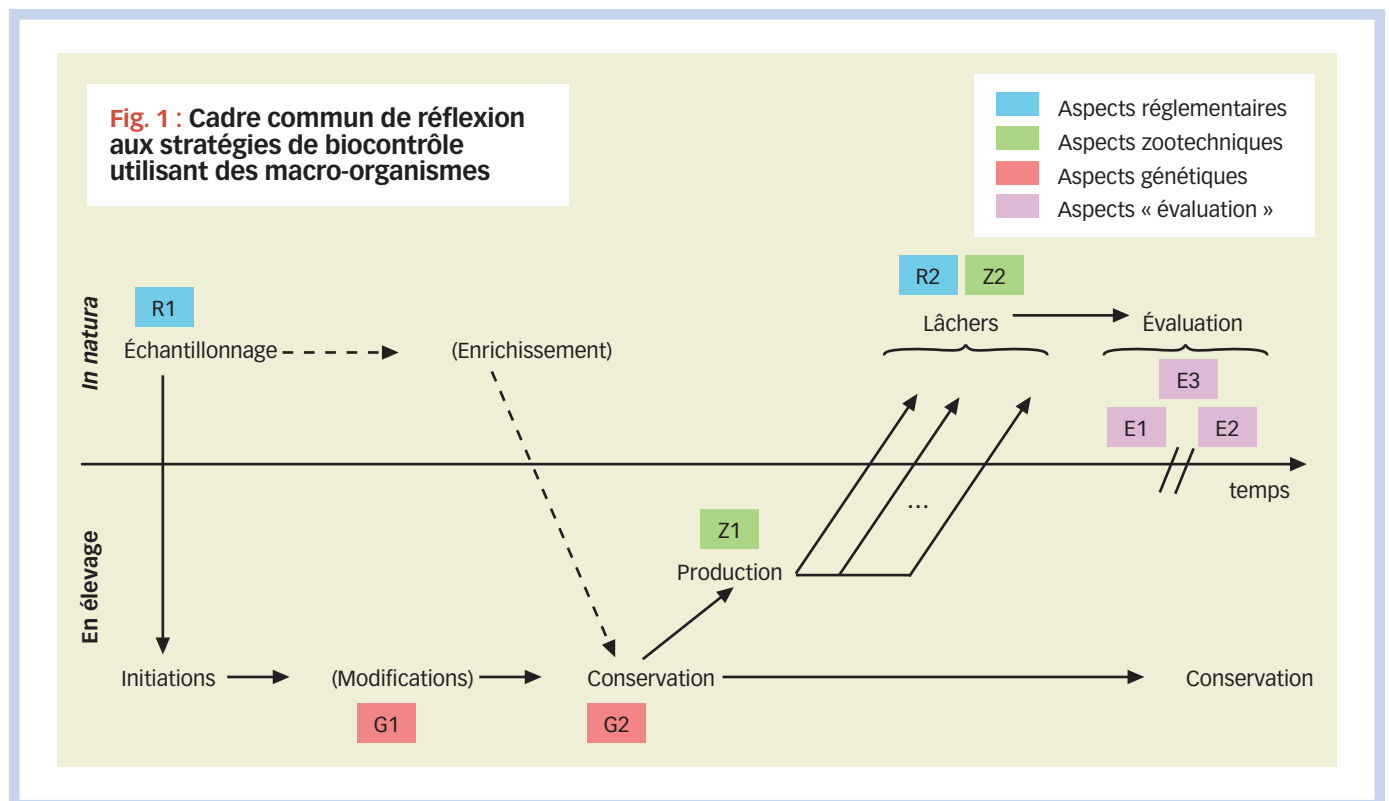 Fig. 1 : Cadre commun de réflexion
aux stratégies de biocontrôle
utilisant des macro-organismes
Aspects réglementaires
Aspects zootechniques
Aspects génétiques
Aspects « évaluation »
In natura
R1
Échantillonnage
(Enrichissement)
R2 Z2
Lâchers
Évaluation
E3
E1 E2
temps
En élevage
...
Z1
Production
Initiations
(Modifications)
Conservation
Conservation
G1
G2